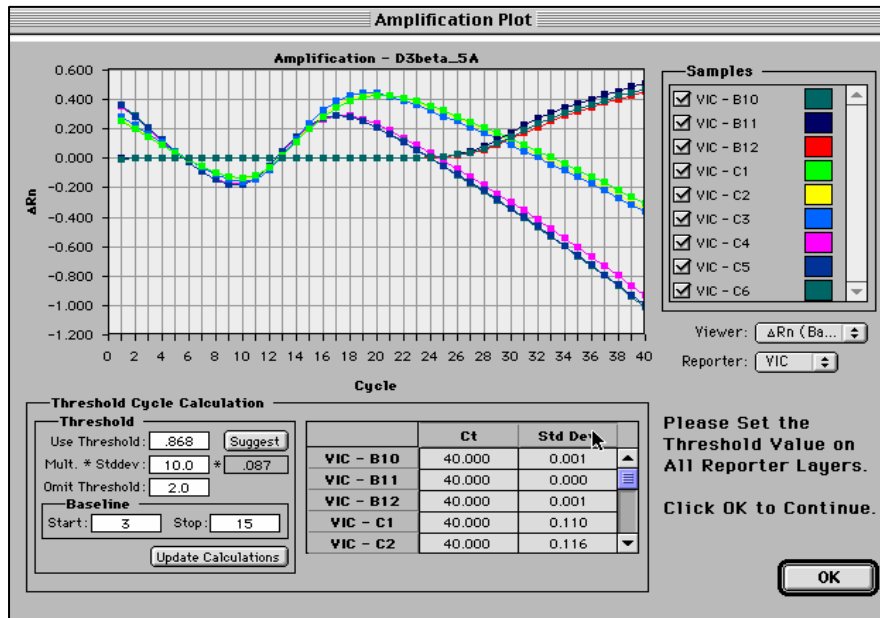 Amplification Plot
Amplification - D3beta_5A
0.600
0.400
0.200
0.000
-0.200
-0.400
-0.600
-0.800
-1.000
-1.200
ΔRn
0 2 4 6 8 10 12 14 16 18 20 22 24 26 28 30 32 34 36 38 40
Cycle
Samples
VIC - B10
VIC - B11
VIC - B12
VIC - C1
VIC - C2
VIC - C3
VIC - C4
VIC - C5
VIC - C6
Viewer: ΔRn (Ba...
Reporter: VIC
Threshold Cycle Calculation
Threshold
Use Threshold: .868 Suggest
Mult. * Stddev: 10.0 * .087
Omit Threshold: 2.0
Baseline
Start: 3 Stop: 15
Update Calculations
Ct Std Dev
VIC - B10 40.000 0.001
VIC - B11 40.000 0.000
VIC - B12 40.000 0.001
VIC - C1 40.000 0.110
VIC - C2 40.000 0.116
Please Set the
Threshold Value on
All Reporter Layers.
Click OK to Continue.
OK